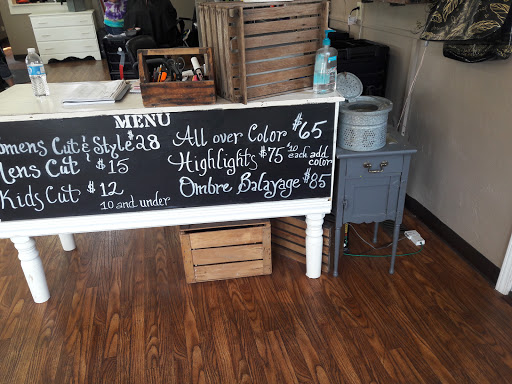 MENU
omens Cut & Style $28
Mens Cut $15
Kids Cut $12
10 and under
All over Color $65
Highlights $75 $10 each add color
Ombre Balayage $85